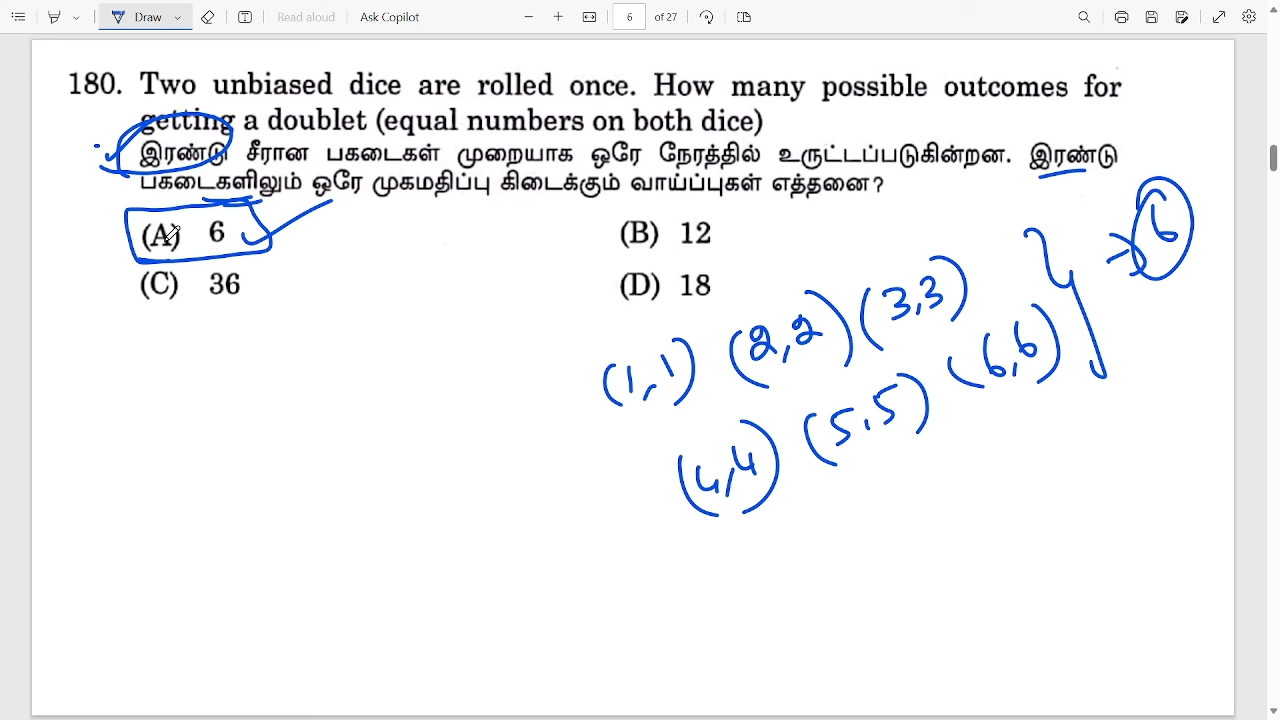 Draw
Read aloud
Ask Copilot
6
of 27
180. Two unbiased dice are rolled once. How many possible outcomes for
getting a doublet (equal numbers on both dice)
இரண்டு சீரான பகடைகள் முறையாக ஒரே நேரத்தில் உருட்டப்படுகின்றன. இரண்டு
பகடைகளிலும் ஒரே முகமதிப்பு கிடைக்கும் வாய்ப்புகள் எத்தனை?
(A) 6
(B) 12
(C) 36
(D) 18
(1,1) (2,2) (3,3)
(4,4) (5,5) (6,6) } → 6